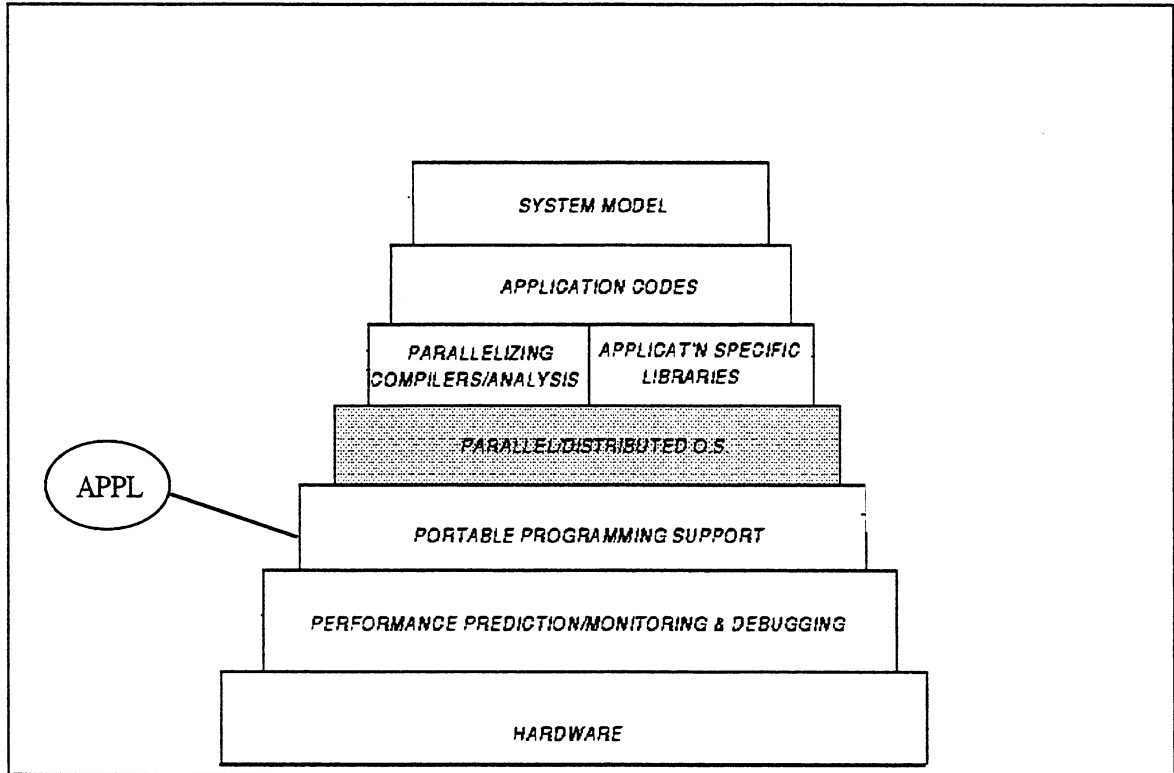 SYSTEM MODEL
APPLICATION CODES
PARALLELIZING
COMPILERS/ANALYSIS
APPLICAT'N SPECIFIC
LIBRARIES
PARALLEL/DISTRIBUTED O.S.
APPL
PORTABLE PROGRAMMING SUPPORT
PERFORMANCE PREDICTION/MONITORING & DEBUGGING
HARDWARE